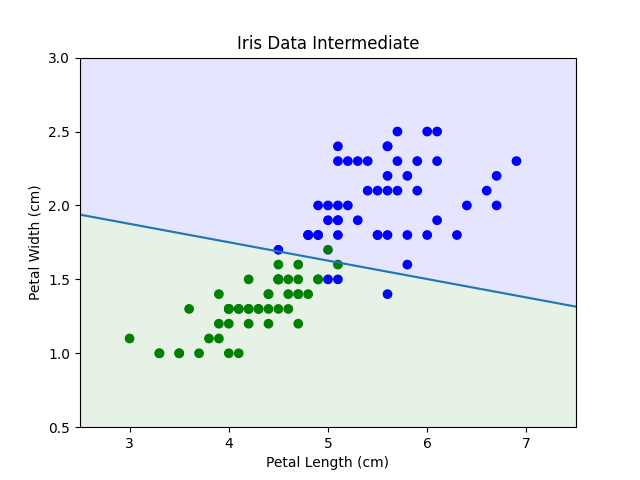 Iris Data Intermediate
3.0
2.5
2.0
1.5
1.0
0.5
Petal Width (cm)
3 4 5 6 7
Petal Length (cm)